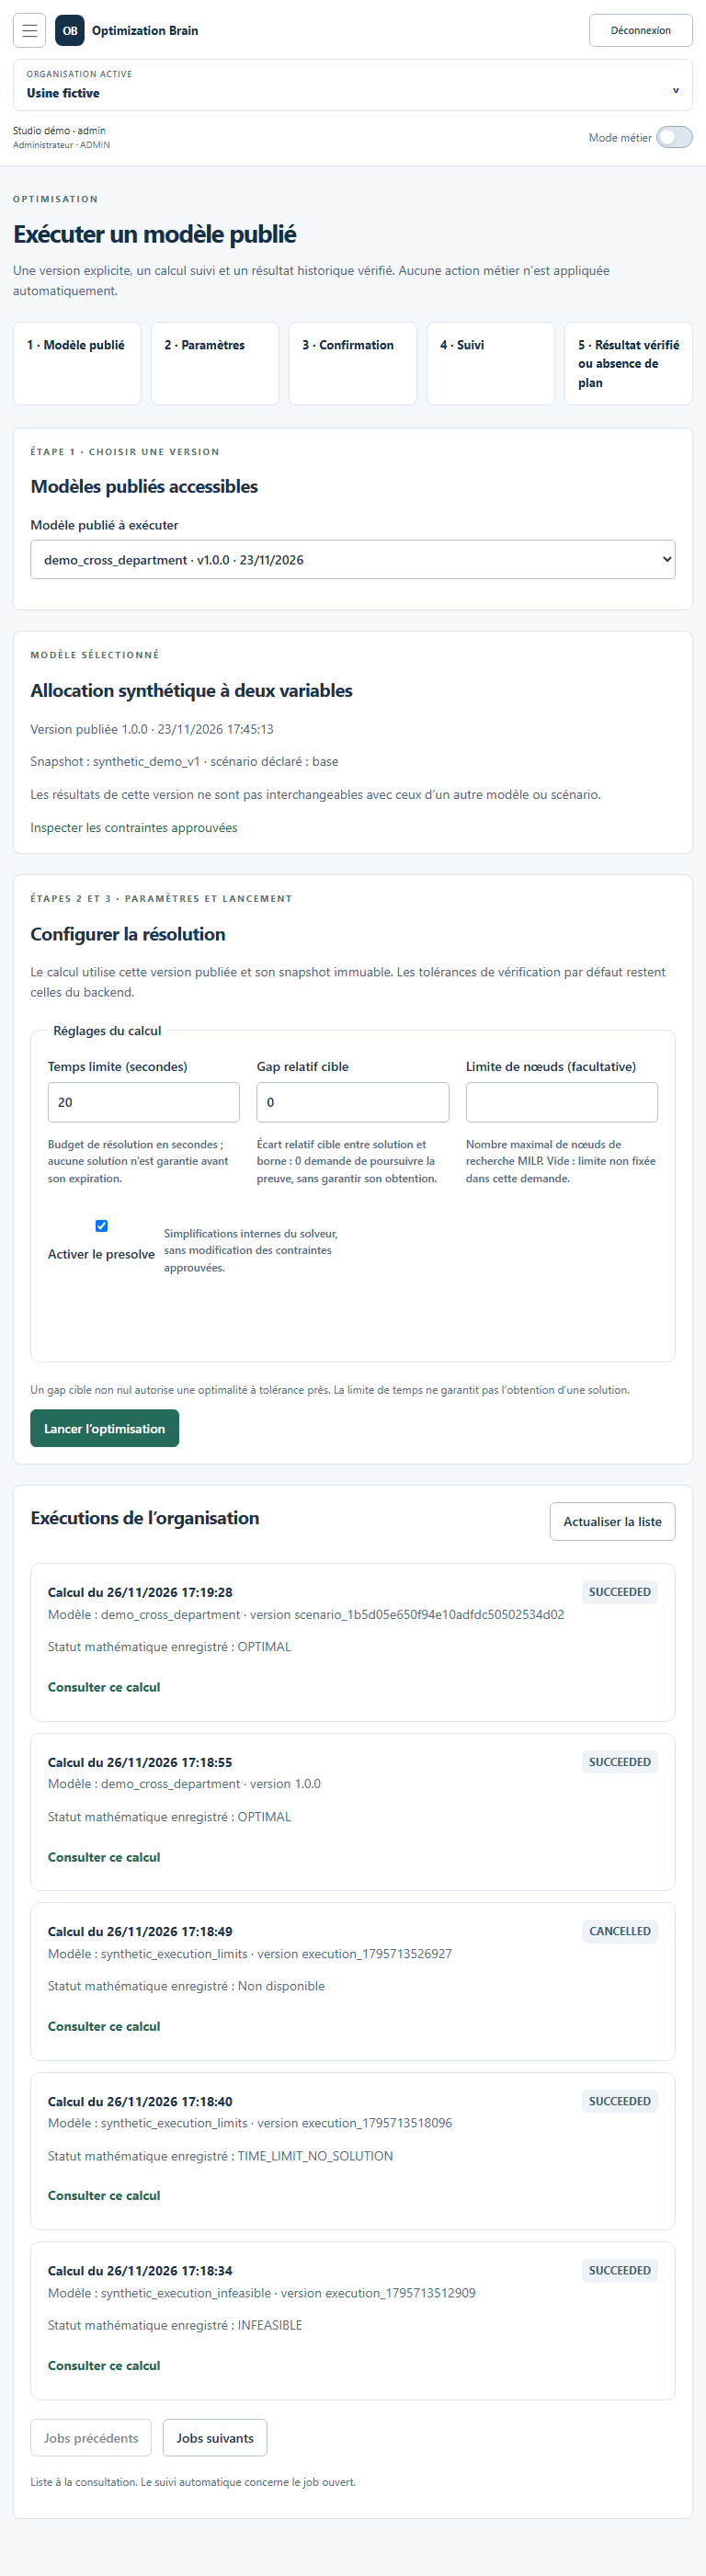 OB Optimization Brain
Déconnexion
ORGANISATION ACTIVE
Usine fictive
v
Studio démo · admin
Administrateur · ADMIN
Mode métier
OPTIMISATION
Exécuter un modèle publié
Une version explicite, un calcul suivi et un résultat historique vérifié. Aucune action métier n’est appliquée
automatiquement.
1 · Modèle publié
2 · Paramètres
3 · Confirmation
4 · Suivi
5 · Résultat vérifié
ou absence de
plan
ÉTAPE 1 · CHOISIR UNE VERSION
Modèles publiés accessibles
Modèle publié à exécuter
demo_cross_department · v1.0.0 · 23/11/2026
MODÈLE SÉLECTIONNÉ
Allocation synthétique à deux variables
Version publiée 1.0.0 · 23/11/2026 17:45:13
Snapshot : synthetic_demo_v1 · scénario déclaré : base
Les résultats de cette version ne sont pas interchangeables avec ceux d’un autre modèle ou scénario.
Inspecter les contraintes approuvées
ÉTAPES 2 ET 3 · PARAMÈTRES ET LANCEMENT
Configurer la résolution
Le calcul utilise cette version publiée et son snapshot immuable. Les tolérances de vérification par défaut restent
celles du backend.
Réglages du calcul
Temps limite (secondes)
20
Budget de résolution en secondes ;
aucune solution n’est garantie avant
son expiration.
Gap relatif cible
0
Écart relatif cible entre solution et
borne : 0 demande de poursuivre la
preuve, sans garantir son obtention.
Limite de nœuds (facultative)
Nombre maximal de nœuds de
recherche MILP. Vide : limite non fixée
dans cette demande.
Activer le presolve
Simplifications internes du solveur,
sans modification des contraintes
approuvées.
Un gap cible non nul autorise une optimalité à tolérance près. La limite de temps ne garantit pas l’obtention d’une solution.
Lancer l’optimisation
Exécutions de l’organisation
Actualiser la liste
Calcul du 26/11/2026 17:19:28
SUCCEEDED
Modèle : demo_cross_department · version scenario_1b5d05e650f94e10adfdc50502534d02
Statut mathématique enregistré : OPTIMAL
Consulter ce calcul
Calcul du 26/11/2026 17:18:55
SUCCEEDED
Modèle : demo_cross_department · version 1.0.0
Statut mathématique enregistré : OPTIMAL
Consulter ce calcul
Calcul du 26/11/2026 17:18:49
CANCELLED
Modèle : synthetic_execution_limits · version execution_1795713526927
Statut mathématique enregistré : Non disponible
Consulter ce calcul
Calcul du 26/11/2026 17:18:40
SUCCEEDED
Modèle : synthetic_execution_limits · version execution_1795713518096
Statut mathématique enregistré : TIME_LIMIT_NO_SOLUTION
Consulter ce calcul
Calcul du 26/11/2026 17:18:34
SUCCEEDED
Modèle : synthetic_execution_infeasible · version execution_1795713512909
Statut mathématique enregistré : INFEASIBLE
Consulter ce calcul
Jobs précédents
Jobs suivants
Liste à la consultation. Le suivi automatique concerne le job ouvert.